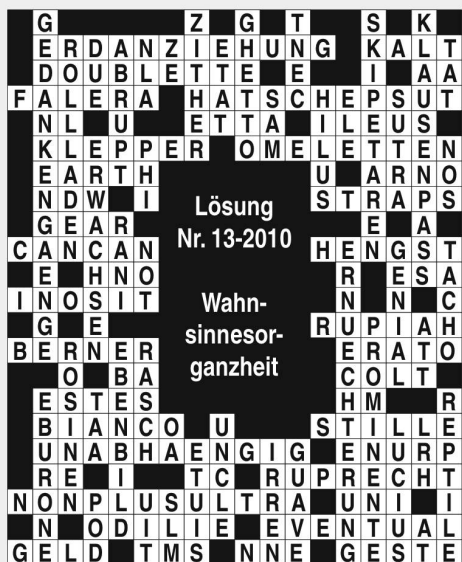 G Z G T S K
ERDANZIEHUNG KALT
DOUBLETTE E I AA
FALERA HATSCHEPSUT
NL U ETTA ILEUS
KLEPPER OMELETTEN
EARTH U ARNO
NDW I STRAPS
GEAR E A
CANCAN HENGST
E HNO R ESA
INOSIT N N C
G E RUPIAH
BERNER ERATO
O BA COLT
ESTES HM R
BIANCO U STILLE
UNABHAENGIG ENURP
RE I TC RUPRECHT
NONPLUSULTRA UNI I
N ODILIE EVENTUAL
GELD TMS NNE GESTE
Lösung
Nr. 13-2010
Wahn-
sinnesor-
ganzheit